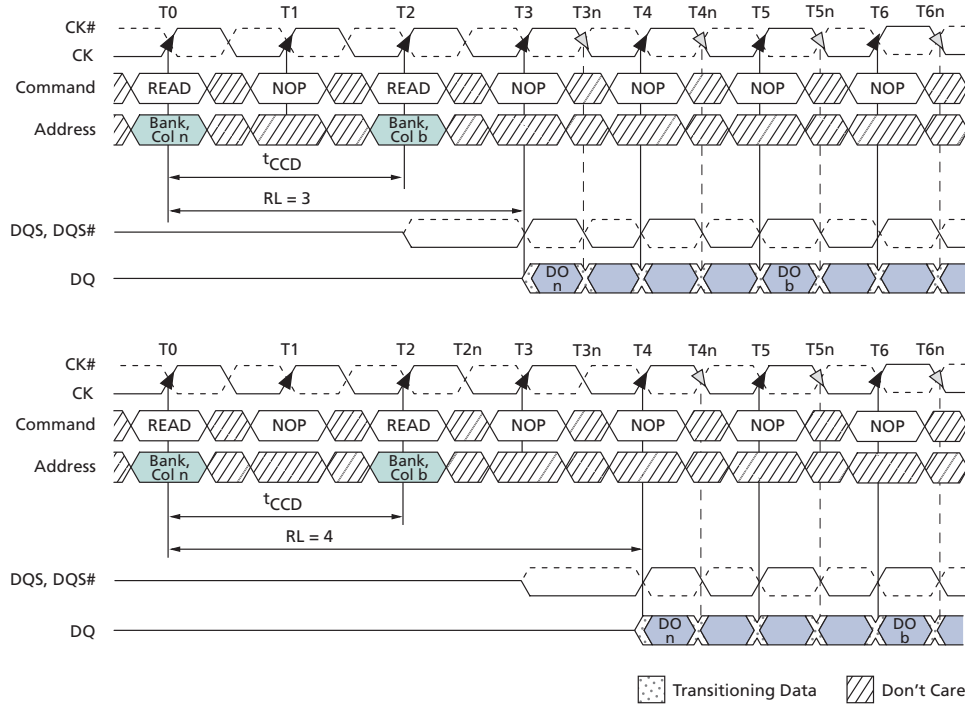 T0 T1 T2 T3 T3n T4 T4n T5 T5n T6 T6n
CK#
CK
Command READ NOP READ NOP NOP NOP NOP
Address Bank, Col n Bank, Col b
tCCD
RL = 3
DQS, DQS#
DQ DO n DO b
T0 T1 T2 T2n T3 T3n T4 T4n T5 T5n T6 T6n
CK#
CK
Command READ NOP READ NOP NOP NOP NOP
Address Bank, Col n Bank, Col b
tCCD
RL = 4
DQS, DQS#
DQ DO n DO b
Transitioning Data Don't Care